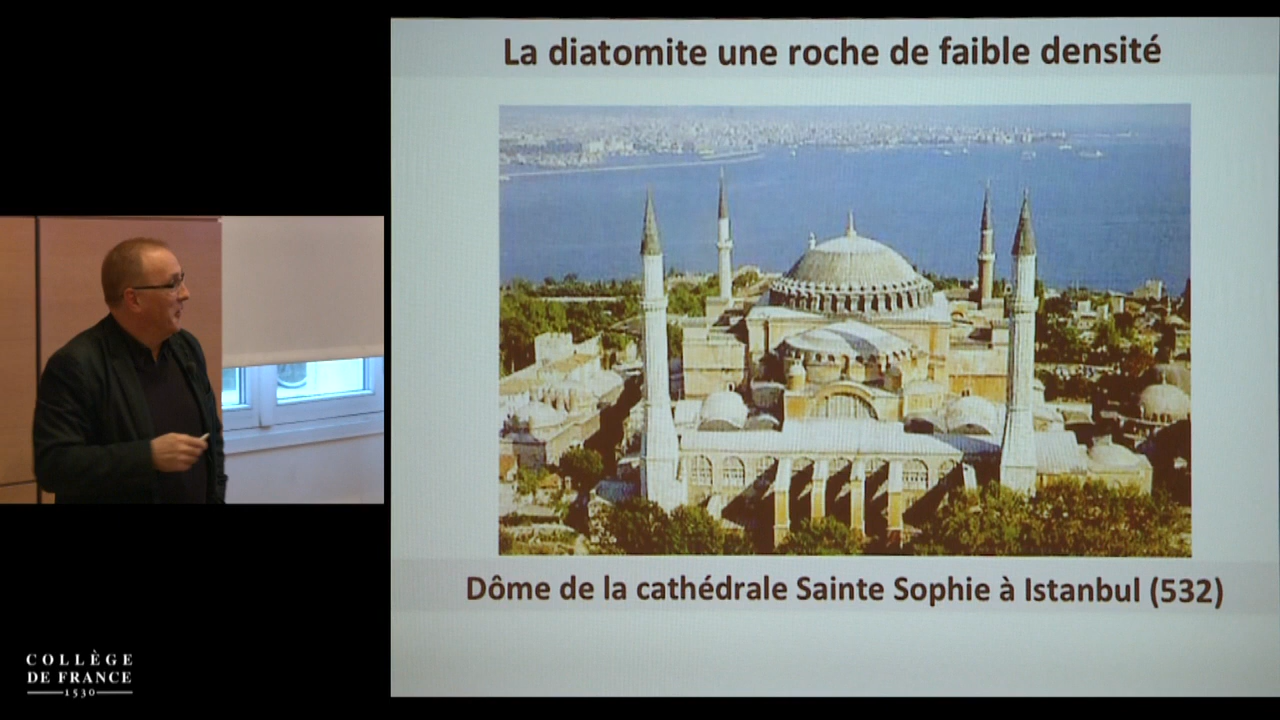 La diatomite une roche de faible densité
Dôme de la cathédrale Sainte Sophie à Istanbul (532)
COLLÈGE
DE FRANCE
1530